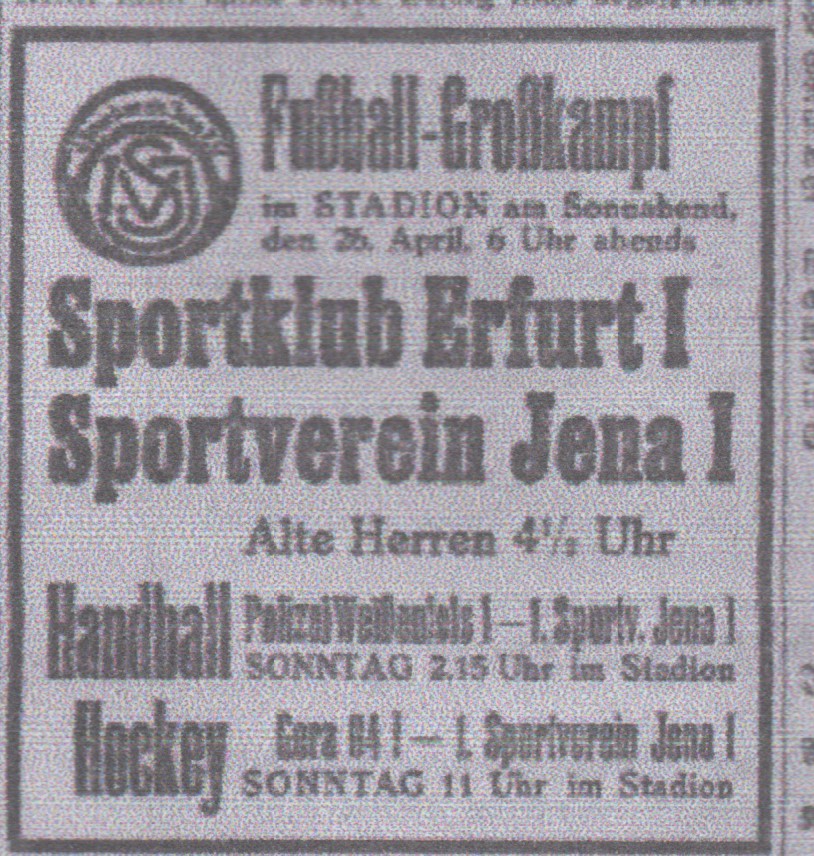 Fußball-Großkampf
im STADION am Sonnabend,
den 26. April, 6 Uhr abends
Sportklub Erfurt I
Sportverein Jena I
Alte Herren 4½ Uhr
Handball Polizei Weißenfels I — 1. Sportv. Jena I
SONNTAG 2,15 Uhr im Stadion
Hockey Gera 04 I — 1. Sportverein Jena I
SONNTAG 11 Uhr im Stadion